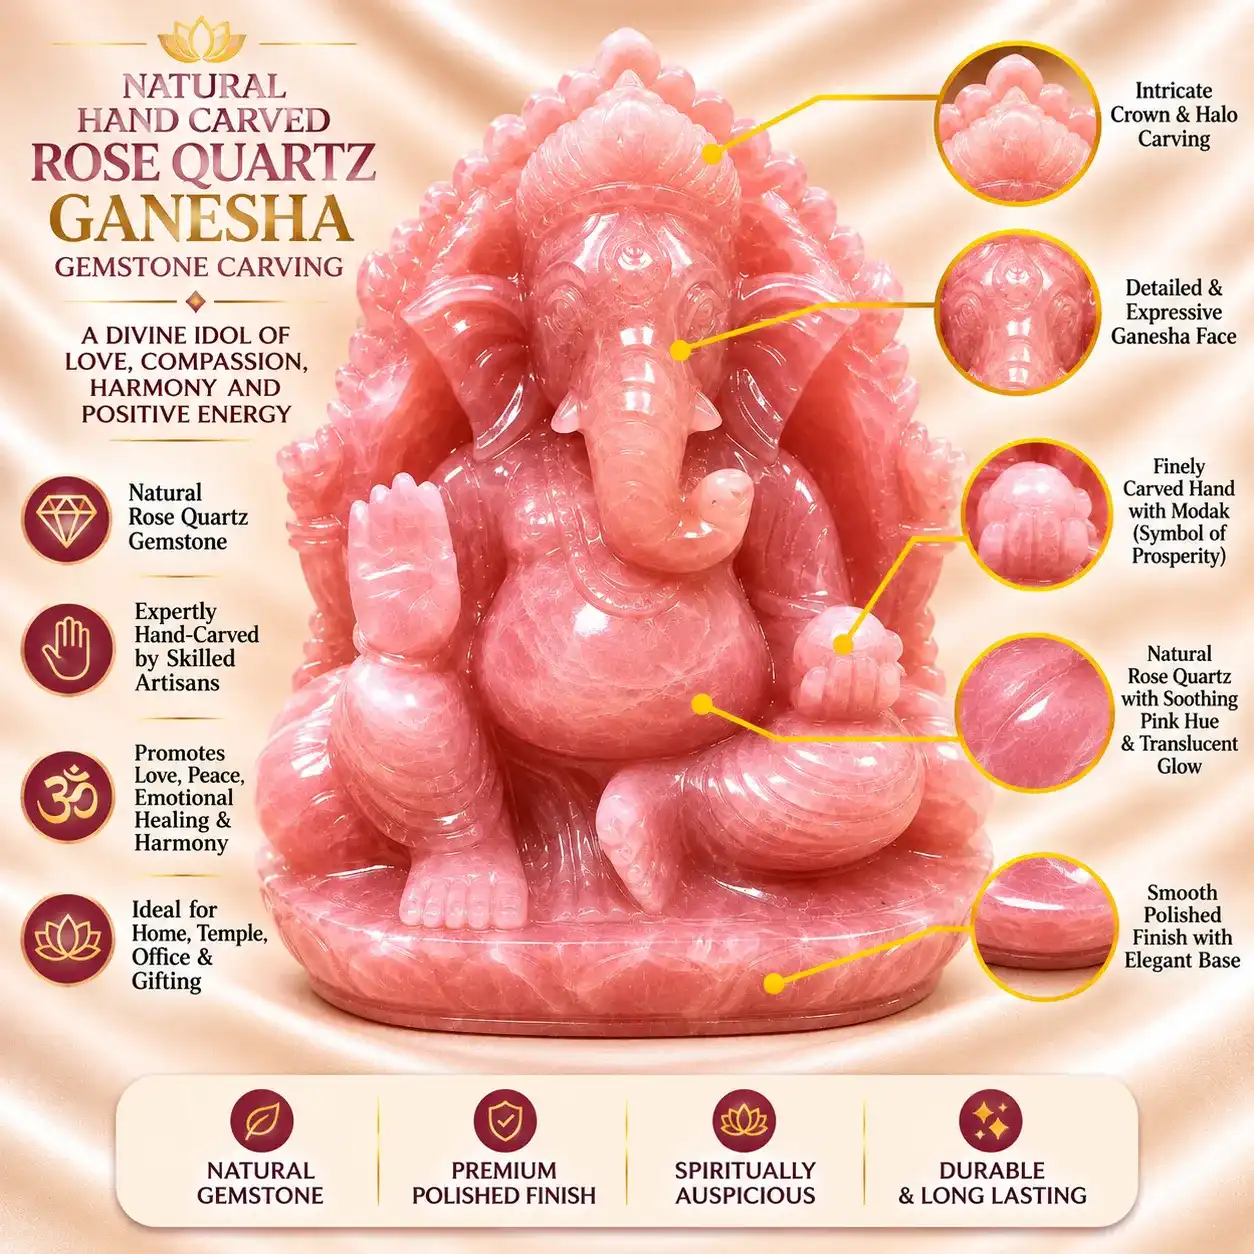 NATURAL
HAND CARVED
ROSE QUARTZ
GANESHA
GEMSTONE CARVING
A DIVINE IDOL OF
LOVE, COMPASSION,
HARMONY AND
POSITIVE ENERGY
Natural
Rose Quartz
Gemstone
Expertly
Hand-Carved
by Skilled
Artisans
ॐ
Promotes
Love, Peace,
Emotional
Healing &
Harmony
Ideal for
Home, Temple,
Office &
Gifting
Intricate
Crown & Halo
Carving
Detailed &
Expressive
Ganesha Face
Finely
Carved Hand
with Modak
(Symbol of
Prosperity)
Natural
Rose Quartz
with Soothing
Pink Hue
& Translucent
Glow
Smooth
Polished
Finish with
Elegant Base
NATURAL
GEMSTONE
PREMIUM
POLISHED FINISH
SPIRITUALLY
AUSPICIOUS
DURABLE
& LONG LASTING